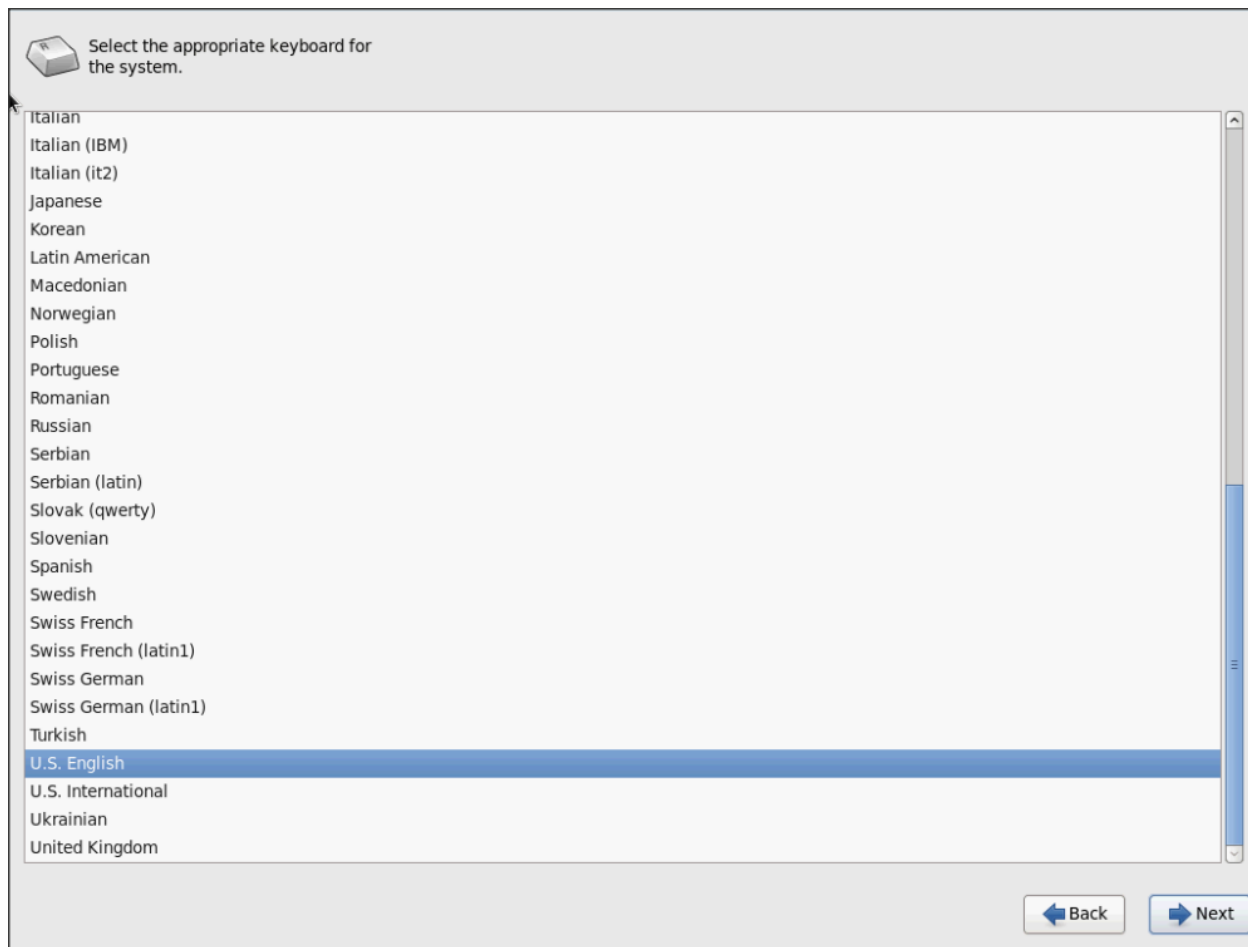 Select the appropriate keyboard for
the system.
Italian
Italian (IBM)
Italian (it2)
Japanese
Korean
Latin American
Macedonian
Norwegian
Polish
Portuguese
Romanian
Russian
Serbian
Serbian (latin)
Slovak (qwerty)
Slovenian
Spanish
Swedish
Swiss French
Swiss French (latin1)
Swiss German
Swiss German (latin1)
Turkish
U.S. English
U.S. International
Ukrainian
United Kingdom
Back
Next